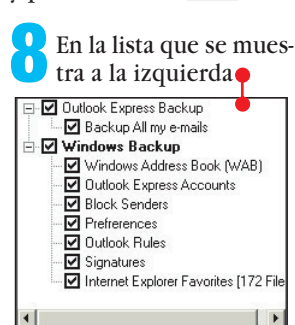 8 En la lista que se mues-
tra a la izquierda
Outlook Express Backup
Backup All my e-mails
Windows Backup
Windows Address Book (WAB)
Outlook Express Accounts
Block Senders
Prefrerences
Outlook Rules
Signatures
Internet Explorer Favorites [172 File